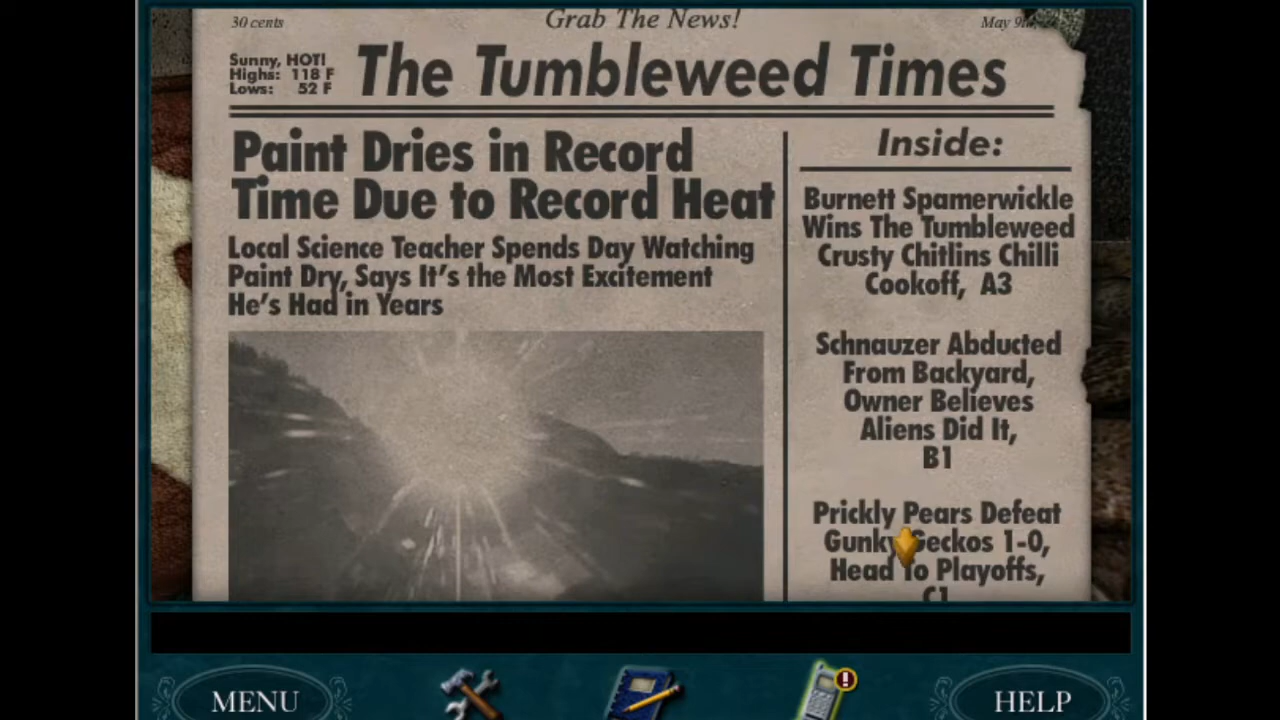 Grab The News!
30 cents
May 9
Sunny, HOT!
Highs: 118 F
Lows: 52 F
The Tumbleweed Times
Paint Dries in Record
Time Due to Record Heat
Local Science Teacher Spends Day Watching
Paint Dry, Says It's the Most Excitement
He's Had in Years
Inside:
Burnett Spamerwickle
Wins The Tumbleweed
Crusty Chitlins Chilli
Cookoff, A3
Schnauzer Abducted
From Backyard,
Owner Believes
Aliens Did It,
B1
Prickly Pears Defeat
Gunky Geckos 1-0,
Head To Playoffs,
C1
MENU
HELP